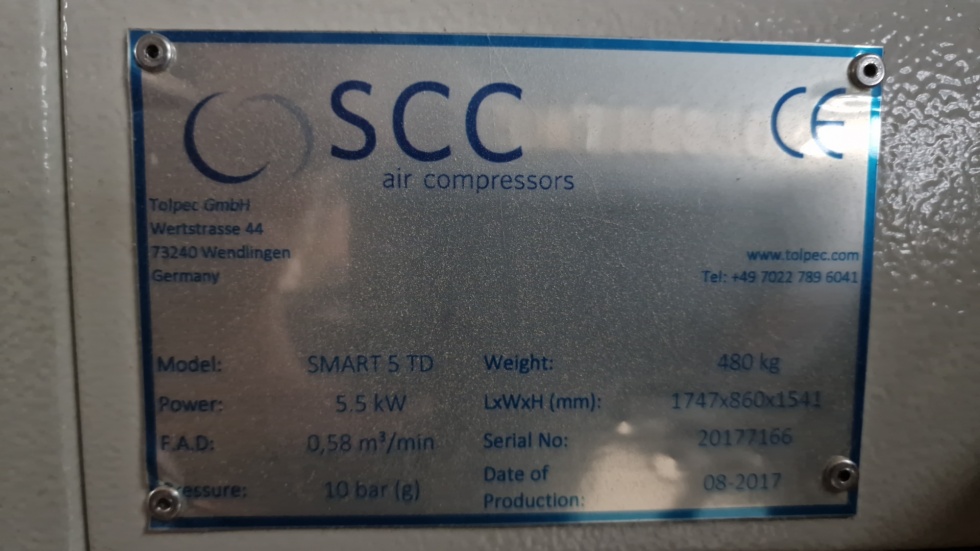 SCC
CE
air compressors
Tolpec GmbH
Wertstrasse 44
73240 Wendlingen
Germany
www.tolpec.com
Tel: +49 7022 789 6041
Model: SMART 5 TD
Power: 5.5 kW
F.A.D: 0,58 m³/min
Pressure: 10 bar (g)
Weight: 480 kg
LxWxH (mm): 1747x860x1541
Serial No: 20177166
Date of
Production: 08-2017